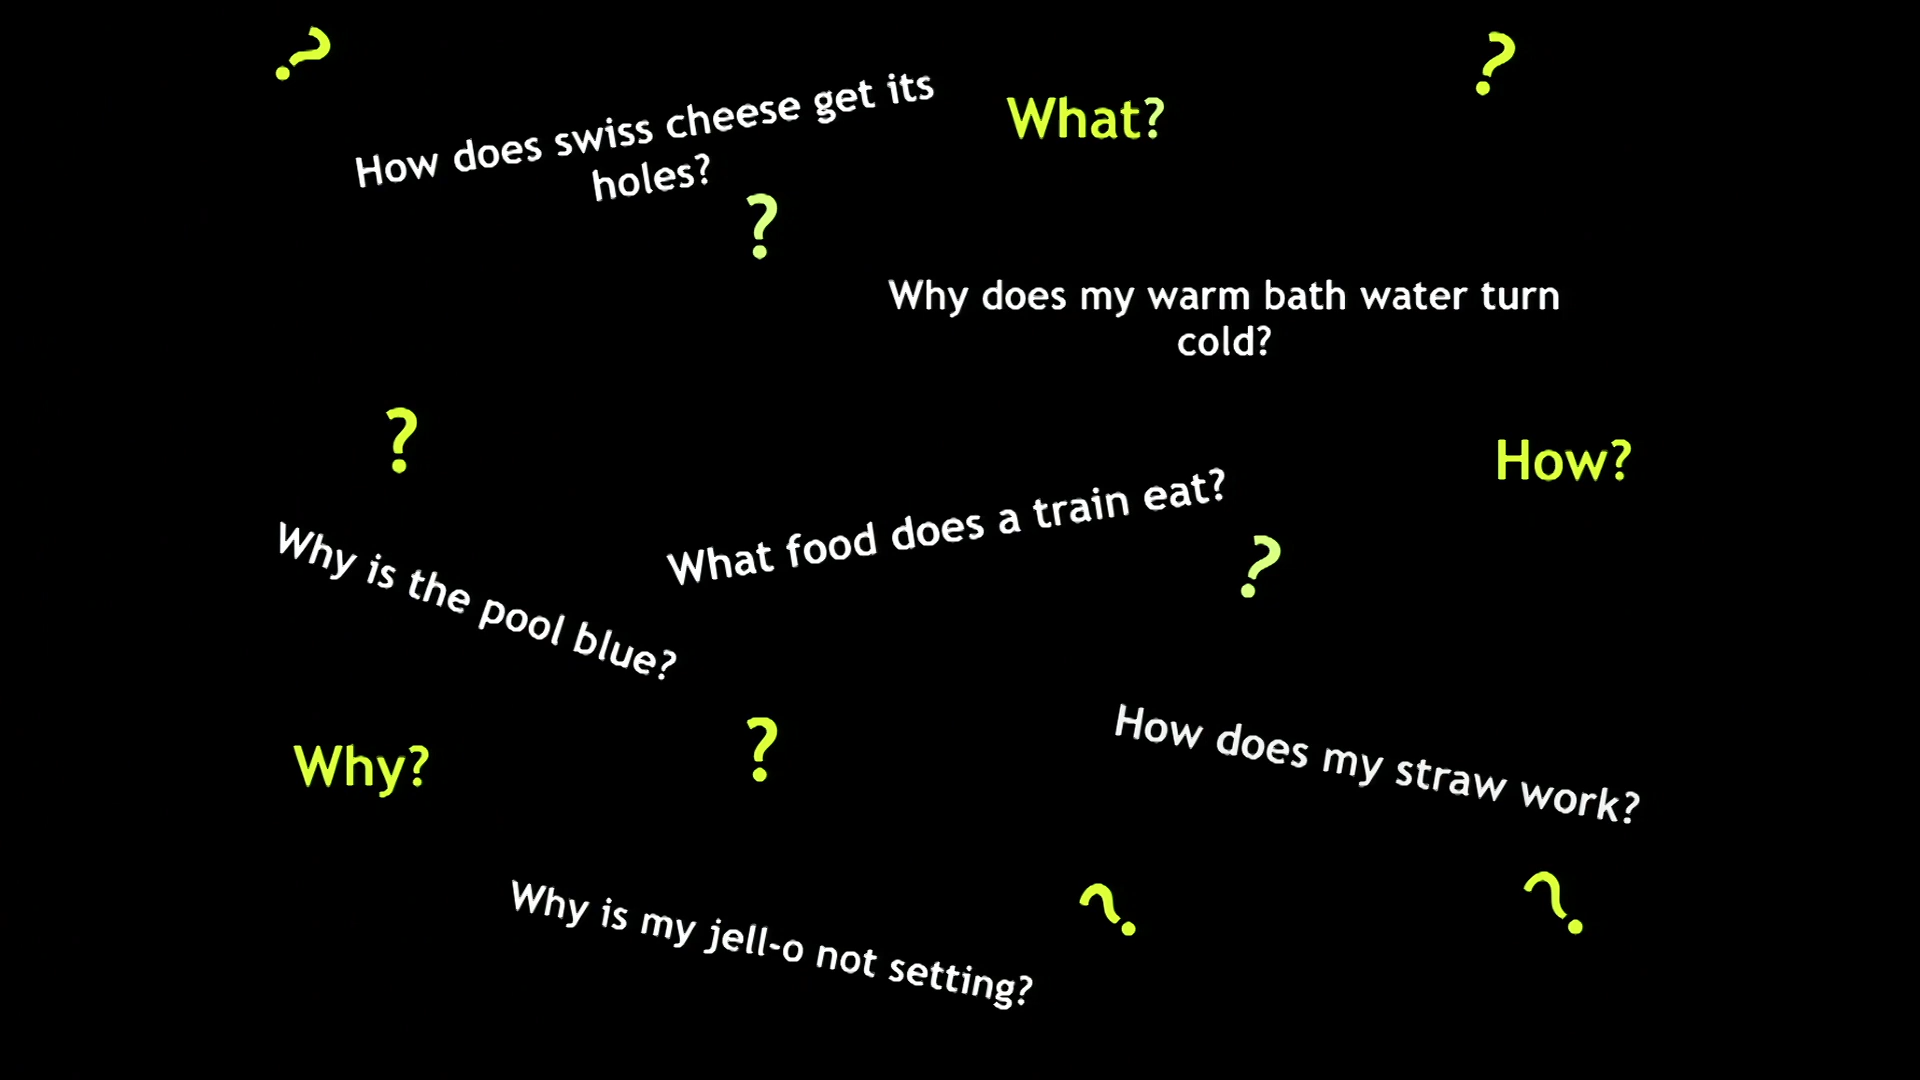 ?
?
How does swiss cheese get its
holes?
What?
?
Why does my warm bath water turn
cold?
?
How?
What food does a train eat?
?
Why is the pool blue?
?
Why?
How does my straw work?
?
?
Why is my jell-o not setting?